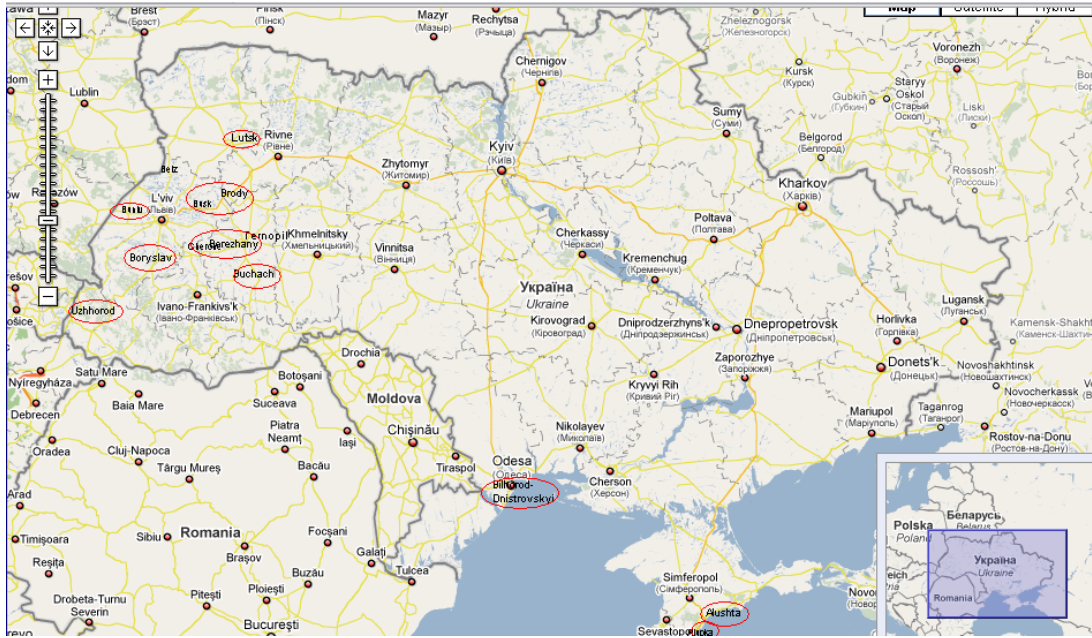 Brest
(Брэст)
Pinsk
(Пінск)
Mazyr
(Мазыр)
Rechytsa
(Рэчыца)
Zheleznogorsk
(Железногорск)
Map
Satellite
Hybrid
Chernigov
(Чернігів)
Kursk
(Курск)
Voronezh
(Воронеж)
Staryy
Oskol
(Старый
Оскол)
Gubkin
(Губкин)
Liski
(Лиски)
Lublin
Sumy
(Суми)
Belgorod
(Белгород)
Rossosh'
(Россошь)
Lutsk
Rivne
(Рівне)
Zhytomyr
(Житомир)
Kyiv
(Київ)
Kharkov
(Харків)
Belz
L'viv
(Львів)
Busk
Brody
Ternopil
Khmelnitsky
(Хмельницький)
Berezhany
Boryslav
Buchach
Vinnitsa
(Вінниця)
Cherkassy
(Черкаси)
Poltava
(Полтава)
Kremenchug
(Кременчук)
Україна
Ukraine
Uzhhorod
Ivano-Frankivs'k
(Івано-Франківськ)
Kirovograd
(Кіровоград)
Dniprodzerzhyns'k
(Дніпродзержинськ)
Dnepropetrovsk
(Дніпропетровськ)
Lugansk
(Луганськ)
Horlivka
(Горлівка)
Kamensk-Shakht
Donets'k
(Донецьк)
Novoshakhtinsk
(Новошахтинск)
Novocherkassk
(Новочеркасск)
Zaporozhye
(Запоріжжя)
Kryvyi Rih
(Кривий Ріг)
Mariupol
(Маріуполь)
Taganrog
(Таганрог)
Rostov-na-Donu
(Ростов-на-Дону)
Nikolayev
(Миколаїв)
Cherson
(Херсон)
Nyíregyháza
Satu Mare
Drochia
Botoșani
Suceava
Moldova
Debrecen
Baia Mare
Chișinău
Piatra
Neamț
Iași
Oradea
Cluj-Napoca
Târgu Mureș
Bacău
Tiraspol
Odesa
(Одеса)
Bilhorod-
Dnistrovskyi
Arad
Timișoara
Sibiu
Romania
Brașov
Focșani
Galați
Tulcea
Reșița
Buzău
Ploiești
Pitești
Drobeta-Turnu
Severin
București
Simferopol
(Сімферополь)
Alushta
Sevastopol
Polska
Poland
Беларусь
Belarus
Україна
Ukraine
Romania